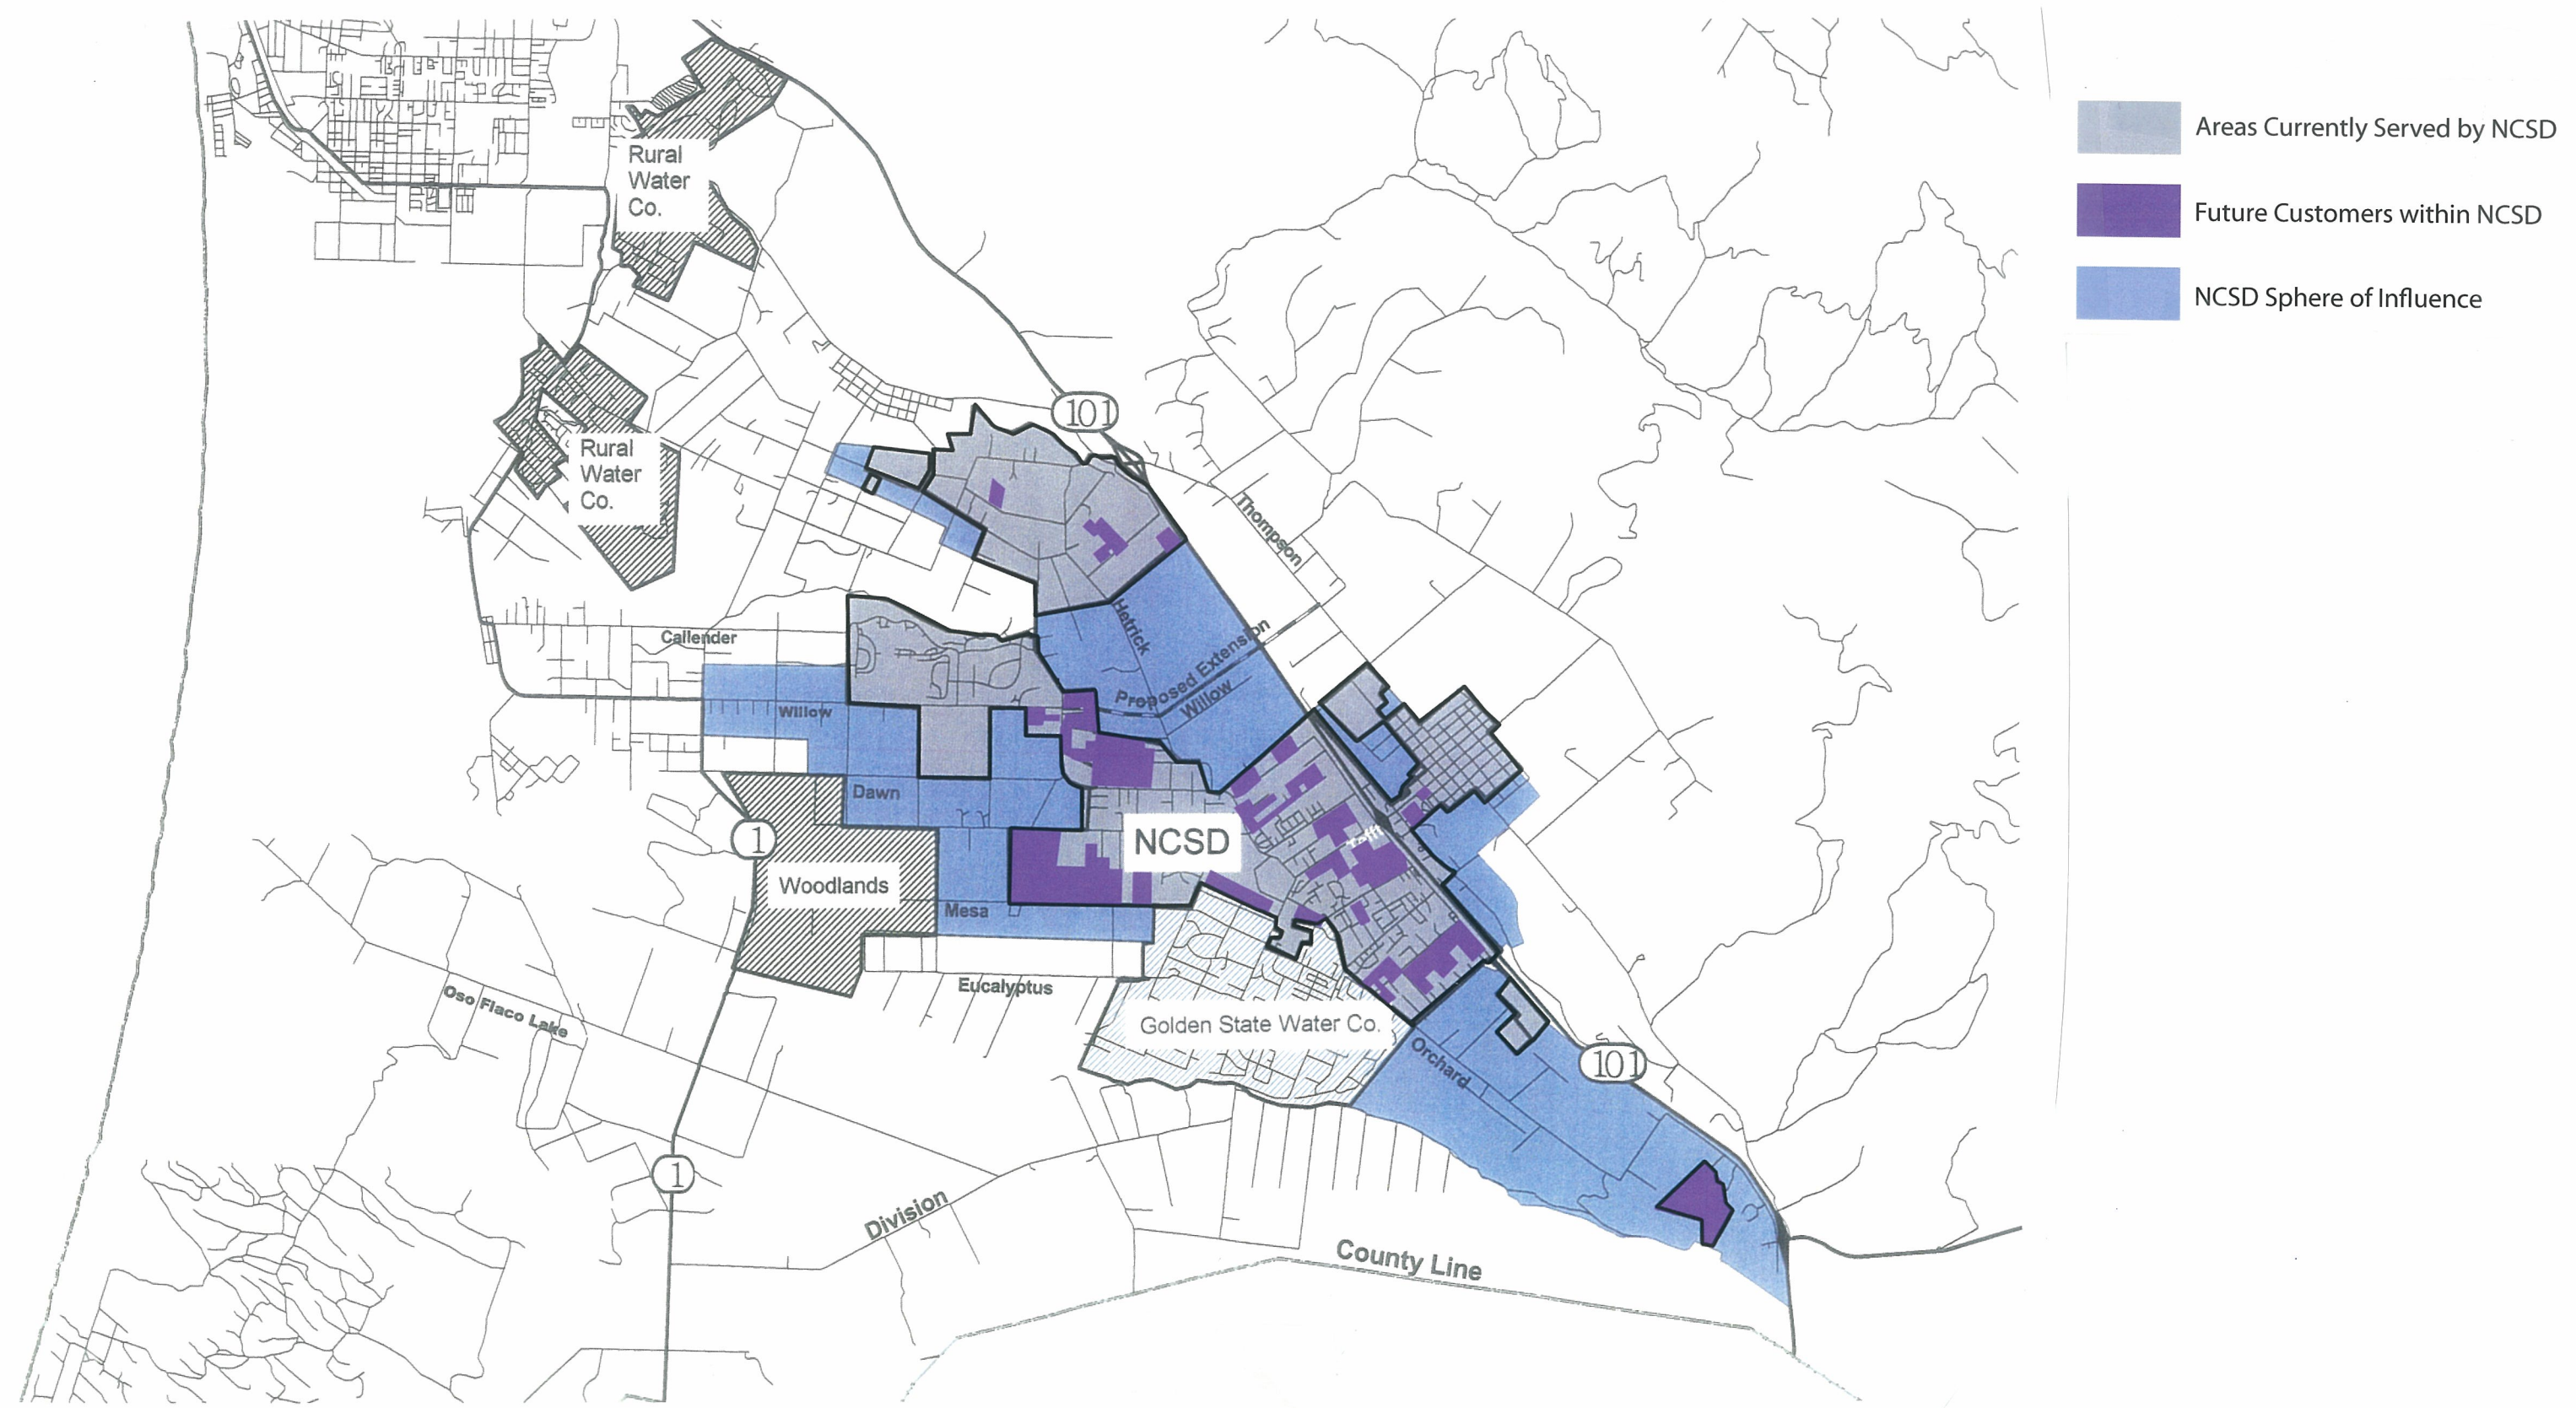 Areas Currently Served by NCSD
Future Customers within NCSD
NCSD Sphere of Influence
Rural
Water
Co.
101
Rural
Water
Co.
Thompson
Hetrick
Callender
Proposed Extension
Willow
Willow
Dawn
NCSD
Tefft
1
Woodlands
Mesa
Eucalyptus
Oso Flaco Lake
Golden State Water Co.
Orchard
101
1
Division
County Line